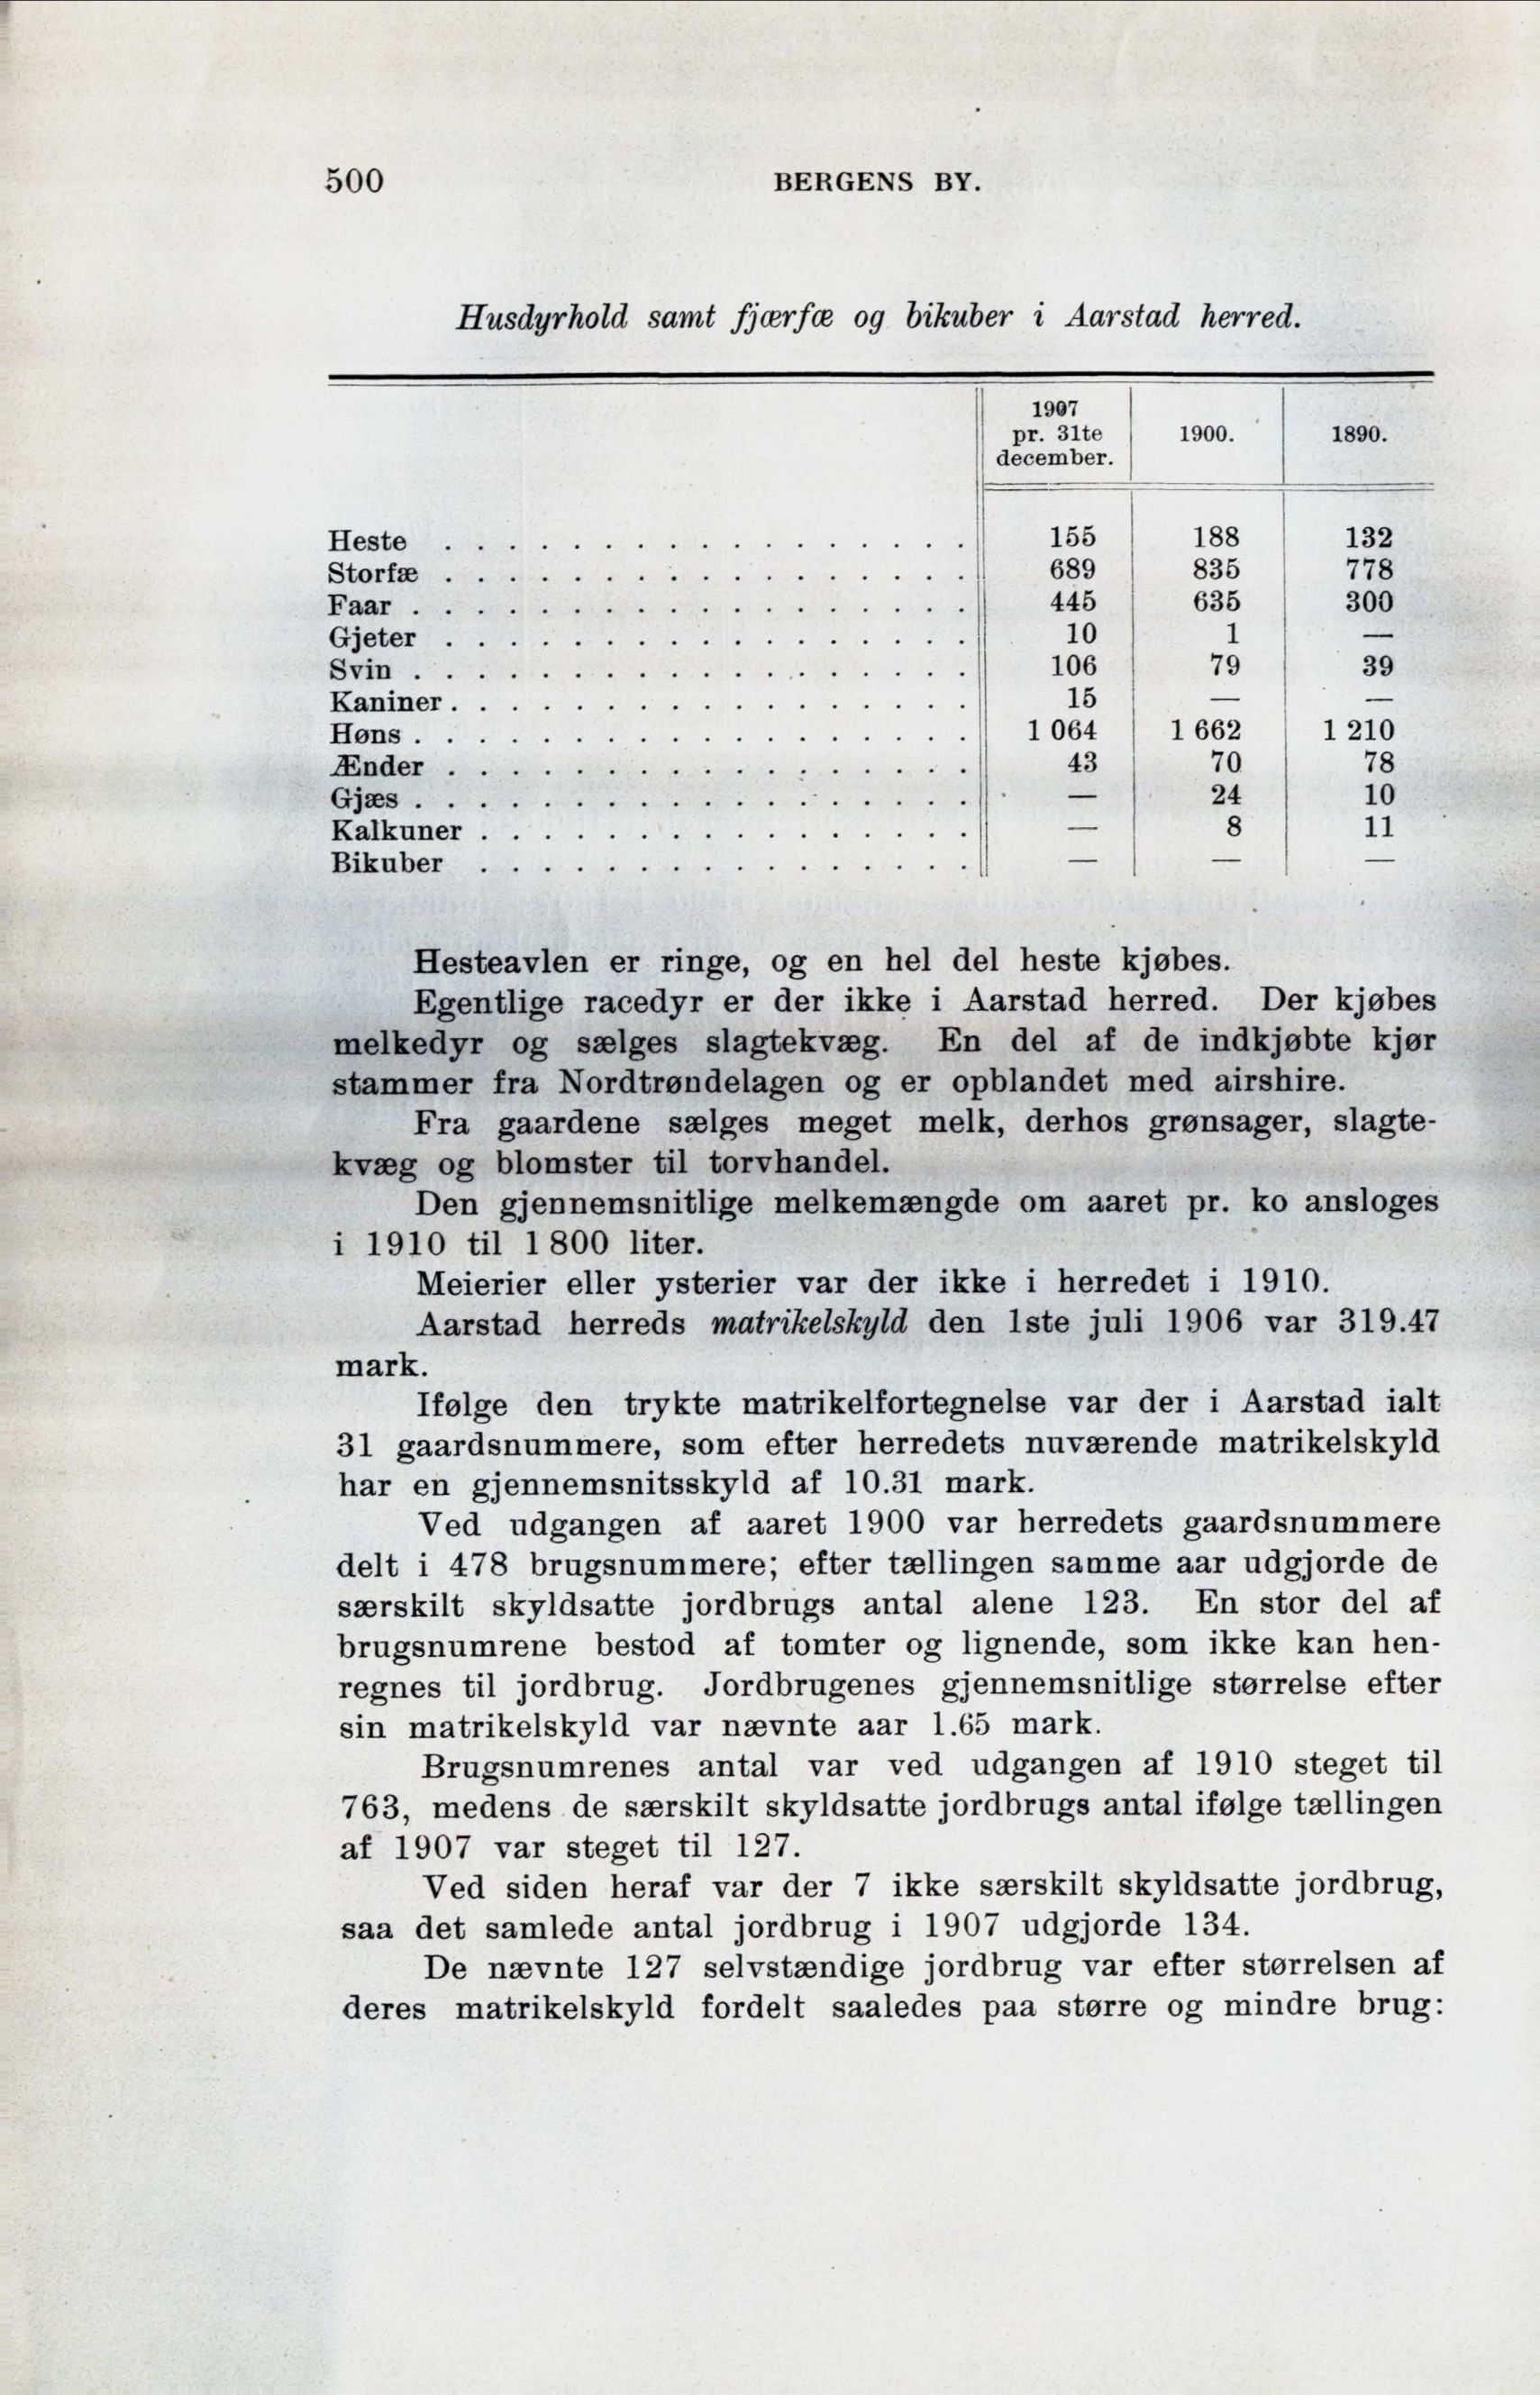 500 BERGENS BY.
Husdyrhold samt fjærfæ og bikuber i Aarstad herred.
1907
pr. 31te
december. 1900. 1890.
Heste . . . . . . . . . . . . . . . . . 155 188 132
Storfæ . . . . . . . . . . . . . . . . . 689 835 778
Faar . . . . . . . . . . . . . . . . . . 445 635 300
Gjeter . . . . . . . . . . . . . . . . . 10 1 —
Svin . . . . . . . . . . . . . . . . . . 106 79 39
Kaniner . . . . . . . . . . . . . . . . . 15 — —
Høns . . . . . . . . . . . . . . . . . . 1 064 1 662 1 210
Ænder . . . . . . . . . . . . . . . . . 43 70 78
Gjæs . . . . . . . . . . . . . . . . . . — 24 10
Kalkuner . . . . . . . . . . . . . . . . — 8 11
Bikuber . . . . . . . . . . . . . . . . — — —
Hesteavlen er ringe, og en hel del heste kjøbes.
Egentlige racedyr er der ikke i Aarstad herred. Der kjøbes
melkedyr og sælges slagtekvæg. En del af de indkjøbte kjør
stammer fra Nordtrøndelagen og er opblandet med airshire.
Fra gaardene sælges meget melk, derhos grønsager, slagte-
kvæg og blomster til torvhandel.
Den gjennemsnitlige melkemængde om aaret pr. ko ansloges
i 1910 til 1 800 liter.
Meierier eller ysterier var der ikke i herredet i 1910.
Aarstad herreds matrikelskyld den 1ste juli 1906 var 319.47
mark.
Ifølge den trykte matrikelfortegnelse var der i Aarstad ialt
31 gaardsnummere, som efter herredets nuværende matrikelskyld
har en gjennemsnitsskyld af 10.31 mark.
Ved udgangen af aaret 1900 var herredets gaardsnummere
delt i 478 brugsnummere; efter tællingen samme aar udgjorde de
særskilt skyldsatte jordbrugs antal alene 123. En stor del af
brugsnumrene bestod af tomter og lignende, som ikke kan hen-
regnes til jordbrug. Jordbrugenes gjennemsnitlige størrelse efter
sin matrikelskyld var nævnte aar 1.65 mark.
Brugsnumrenes antal var ved udgangen af 1910 steget til
763, medens de særskilt skyldsatte jordbrugs antal ifølge tællingen
af 1907 var steget til 127.
Ved siden heraf var der 7 ikke særskilt skyldsatte jordbrug,
saa det samlede antal jordbrug i 1907 udgjorde 134.
De nævnte 127 selvstændige jordbrug var efter størrelsen af
deres matrikelskyld fordelt saaledes paa større og mindre brug: